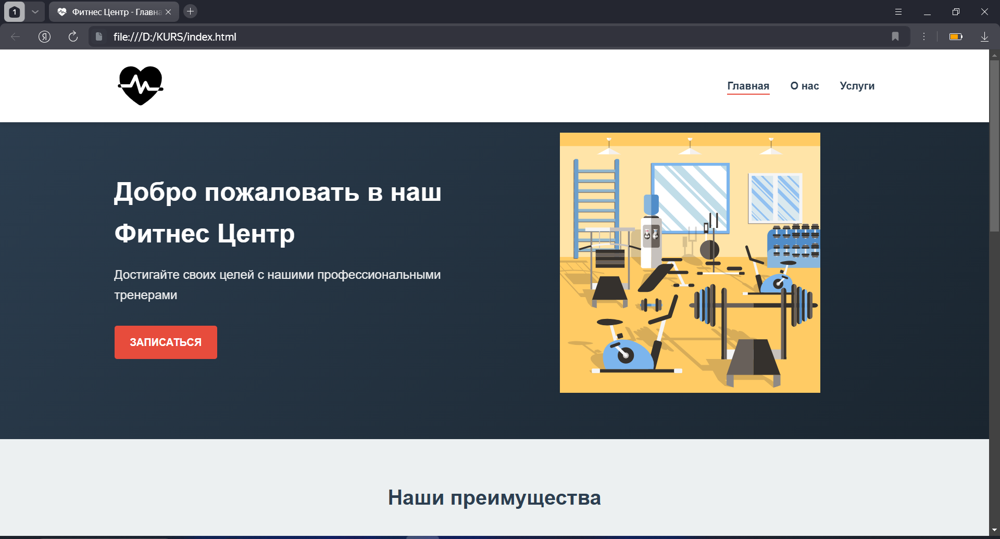 1
Фитнес Центр - Главна
file:///D:/KURS/index.html
Главная О нас Услуги
Добро пожаловать в наш
Фитнес Центр
Достигайте своих целей с нашими профессиональными
тренерами
ЗАПИСАТЬСЯ
Наши преимущества